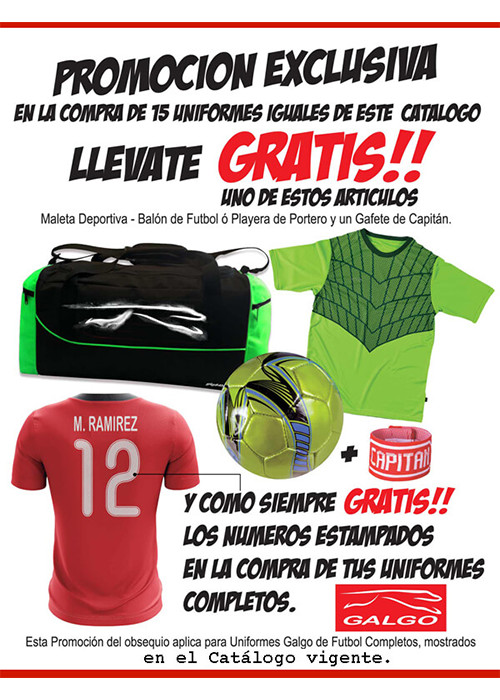 PROMOCION EXCLUSIVA
EN LA COMPRA DE 15 UNIFORMES IGUALES DE ESTE CATALOGO
LLEVATE GRATIS!!
UNO DE ESTOS ARTICULOS
Maleta Deportiva - Balón de Futbol ó Playera de Portero y un Gafete de Capitán.
M. RAMIREZ
12
+
CAPITAN
Y COMO SIEMPRE GRATIS!!
LOS NUMEROS ESTAMPADOS
EN LA COMPRA DE TUS UNIFORMES
COMPLETOS.
GALGO
Esta Promoción del obsequio aplica para Uniformes Galgo de Futbol Completos, mostrados
en el Catálogo vigente.